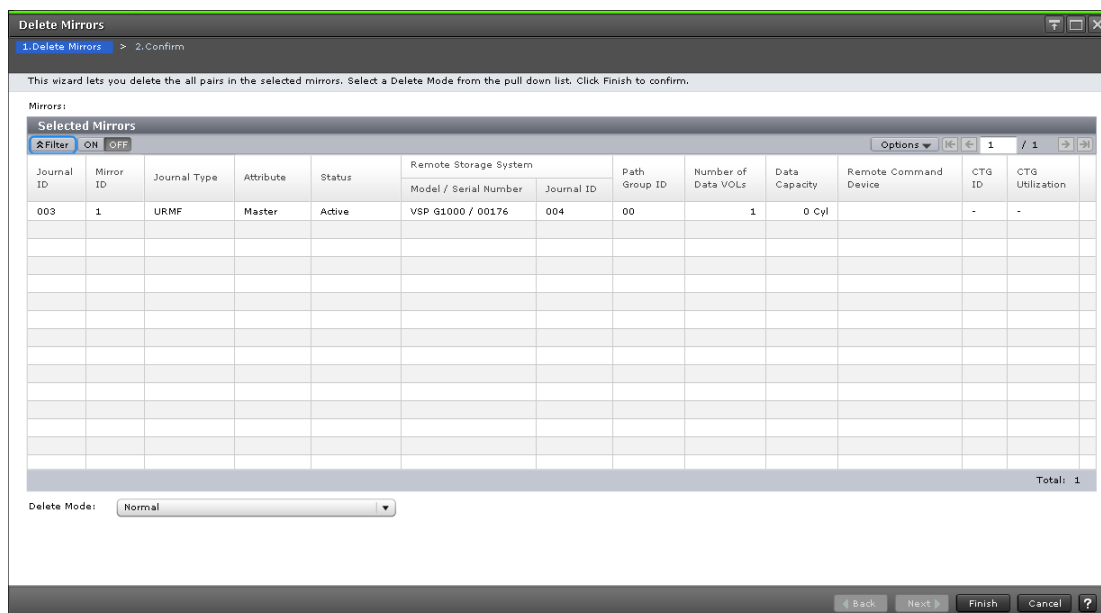 Delete Mirrors
1.Delete Mirrors > 2.Confirm
This wizard lets you delete the all pairs in the selected mirrors. Select a Delete Mode from the pull down list. Click Finish to confirm.
Mirrors:
Selected Mirrors
Filter ON OFF Options 1 / 1
Journal ID Mirror ID Journal Type Attribute Status Remote Storage System Path Group ID Number of Data VOLs Data Capacity Remote Command Device CTG ID CTG Utilization
Model / Serial Number Journal ID
003 1 URMF Master Active VSP G1000 / 00176 004 00 1 0 Cyl - -
Total: 1
Delete Mode: Normal
Back Next Finish Cancel ?